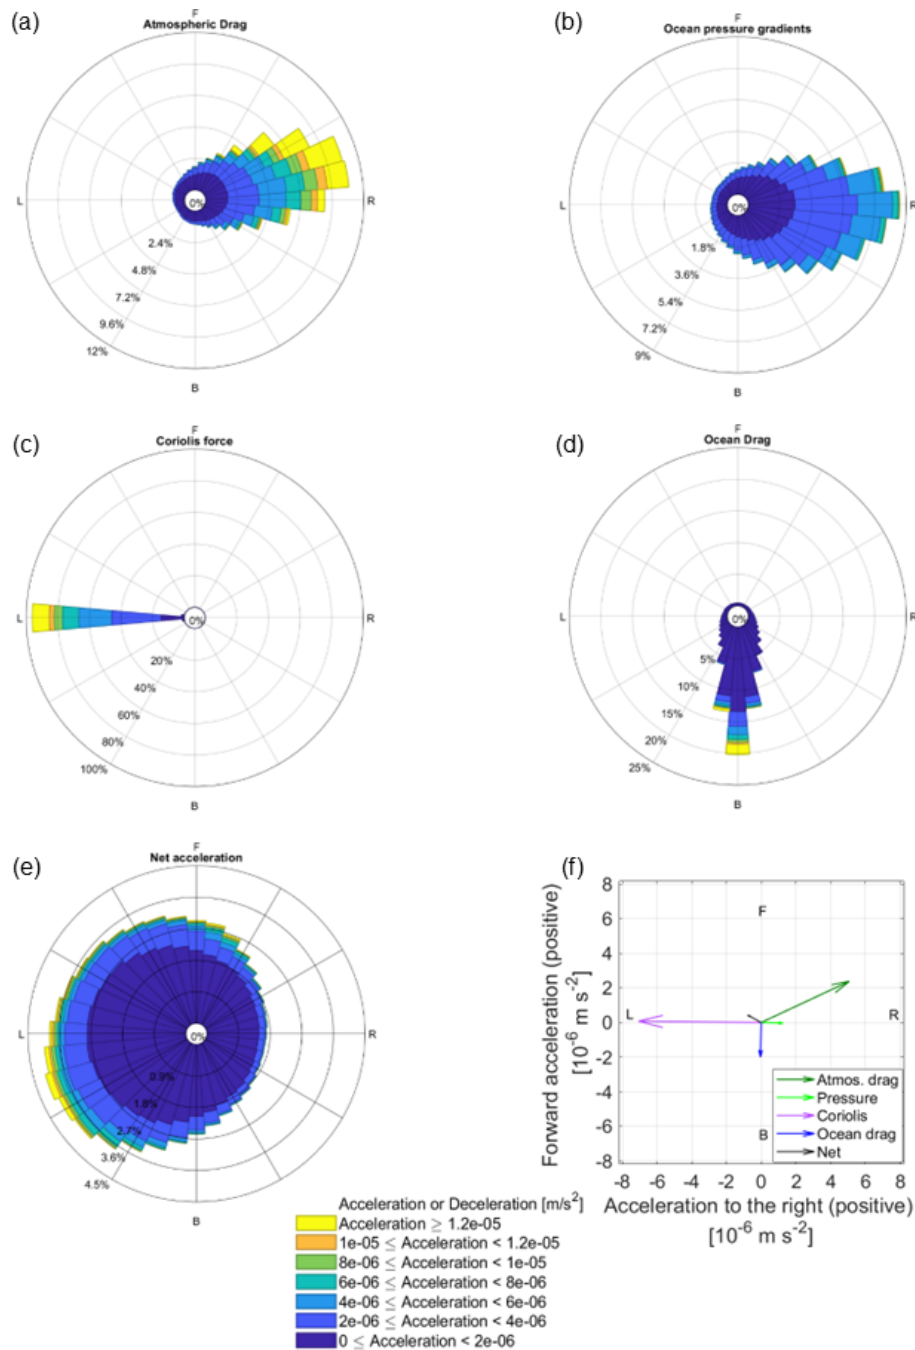 (a)
F
Atmospheric Drag
L
0%
R
2.4%
4.8%
7.2%
9.6%
12%
B
(b)
F
Ocean pressure gradients
0%
R
1.8%
3.6%
5.4%
7.2%
9%
B
(c)
F
Coriolis force
L
0%
R
20%
40%
60%
80%
100%
B
(d)
F
Ocean Drag
L
0%
R
5%
10%
15%
20%
25%
B
(e)
F
Net acceleration
L
0%
R
0.9%
1.8%
2.7%
3.6%
4.5%
B
(f)
Forward acceleration (positive)
[10⁻⁶ m s⁻²]
8
6
4
2
0
-2
-4
-6
-8
F
L
R
B
Atmos. drag
Pressure
Coriolis
Ocean drag
Net
-8 -6 -4 -2 0 2 4 6 8
Acceleration to the right (positive)
[10⁻⁶ m s⁻²]
Acceleration or Deceleration [m/s²]
Acceleration ≥ 1.2e-05
1e-05 ≤ Acceleration < 1.2e-05
8e-06 ≤ Acceleration < 1e-05
6e-06 ≤ Acceleration < 8e-06
4e-06 ≤ Acceleration < 6e-06
2e-06 ≤ Acceleration < 4e-06
0 ≤ Acceleration < 2e-06